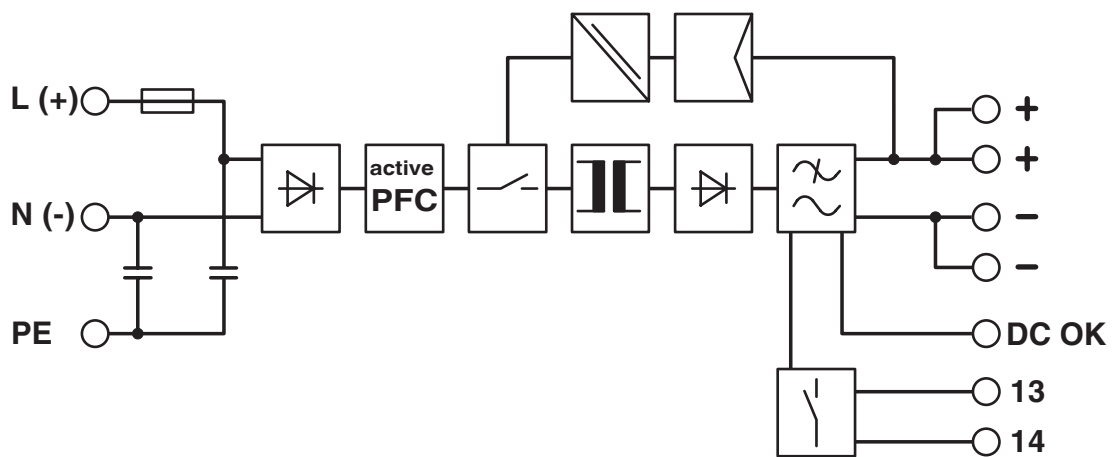 L (+)
N (-)
PE
active
PFC
+
+
–
–
DC OK
13
14